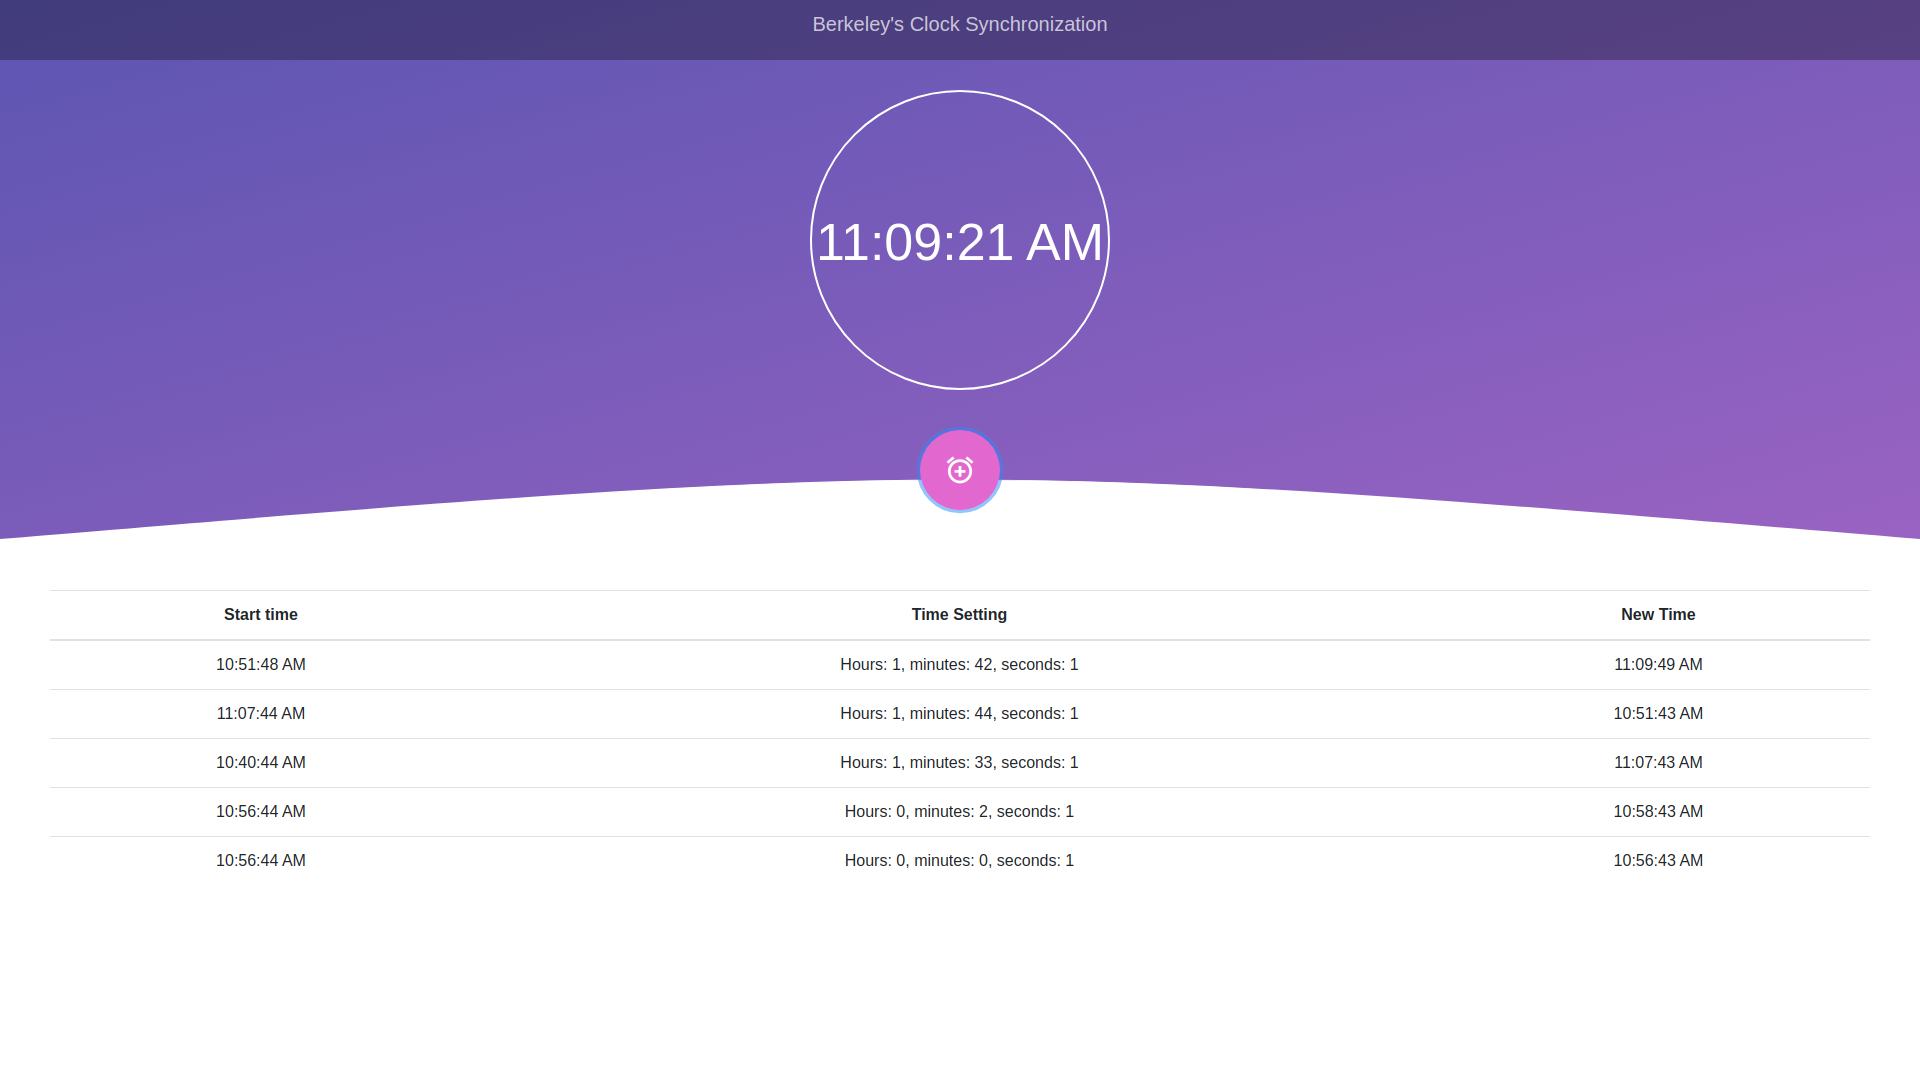 Berkeley's Clock Synchronization
11:09:21 AM
Start time Time Setting New Time
10:51:48 AM Hours: 1, minutes: 42, seconds: 1 11:09:49 AM
11:07:44 AM Hours: 1, minutes: 44, seconds: 1 10:51:43 AM
10:40:44 AM Hours: 1, minutes: 33, seconds: 1 11:07:43 AM
10:56:44 AM Hours: 0, minutes: 2, seconds: 1 10:58:43 AM
10:56:44 AM Hours: 0, minutes: 0, seconds: 1 10:56:43 AM